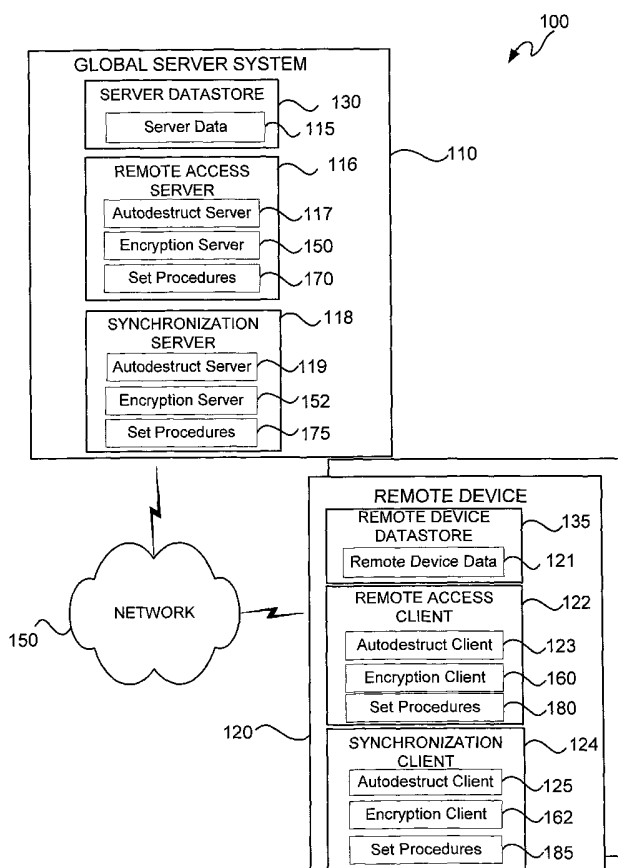 100
GLOBAL SERVER SYSTEM
SERVER DATASTORE
130
Server Data
115
110
REMOTE ACCESS
SERVER
116
Autodestruct Server
117
Encryption Server
150
Set Procedures
170
SYNCHRONIZATION
SERVER
118
Autodestruct Server
119
Encryption Server
152
Set Procedures
175
NETWORK
150
REMOTE DEVICE
REMOTE DEVICE
DATASTORE
135
Remote Device Data
121
REMOTE ACCESS
CLIENT
122
Autodestruct Client
123
Encryption Client
160
Set Procedures
180
120
SYNCHRONIZATION
CLIENT
124
Autodestruct Client
125
Encryption Client
162
Set Procedures
185